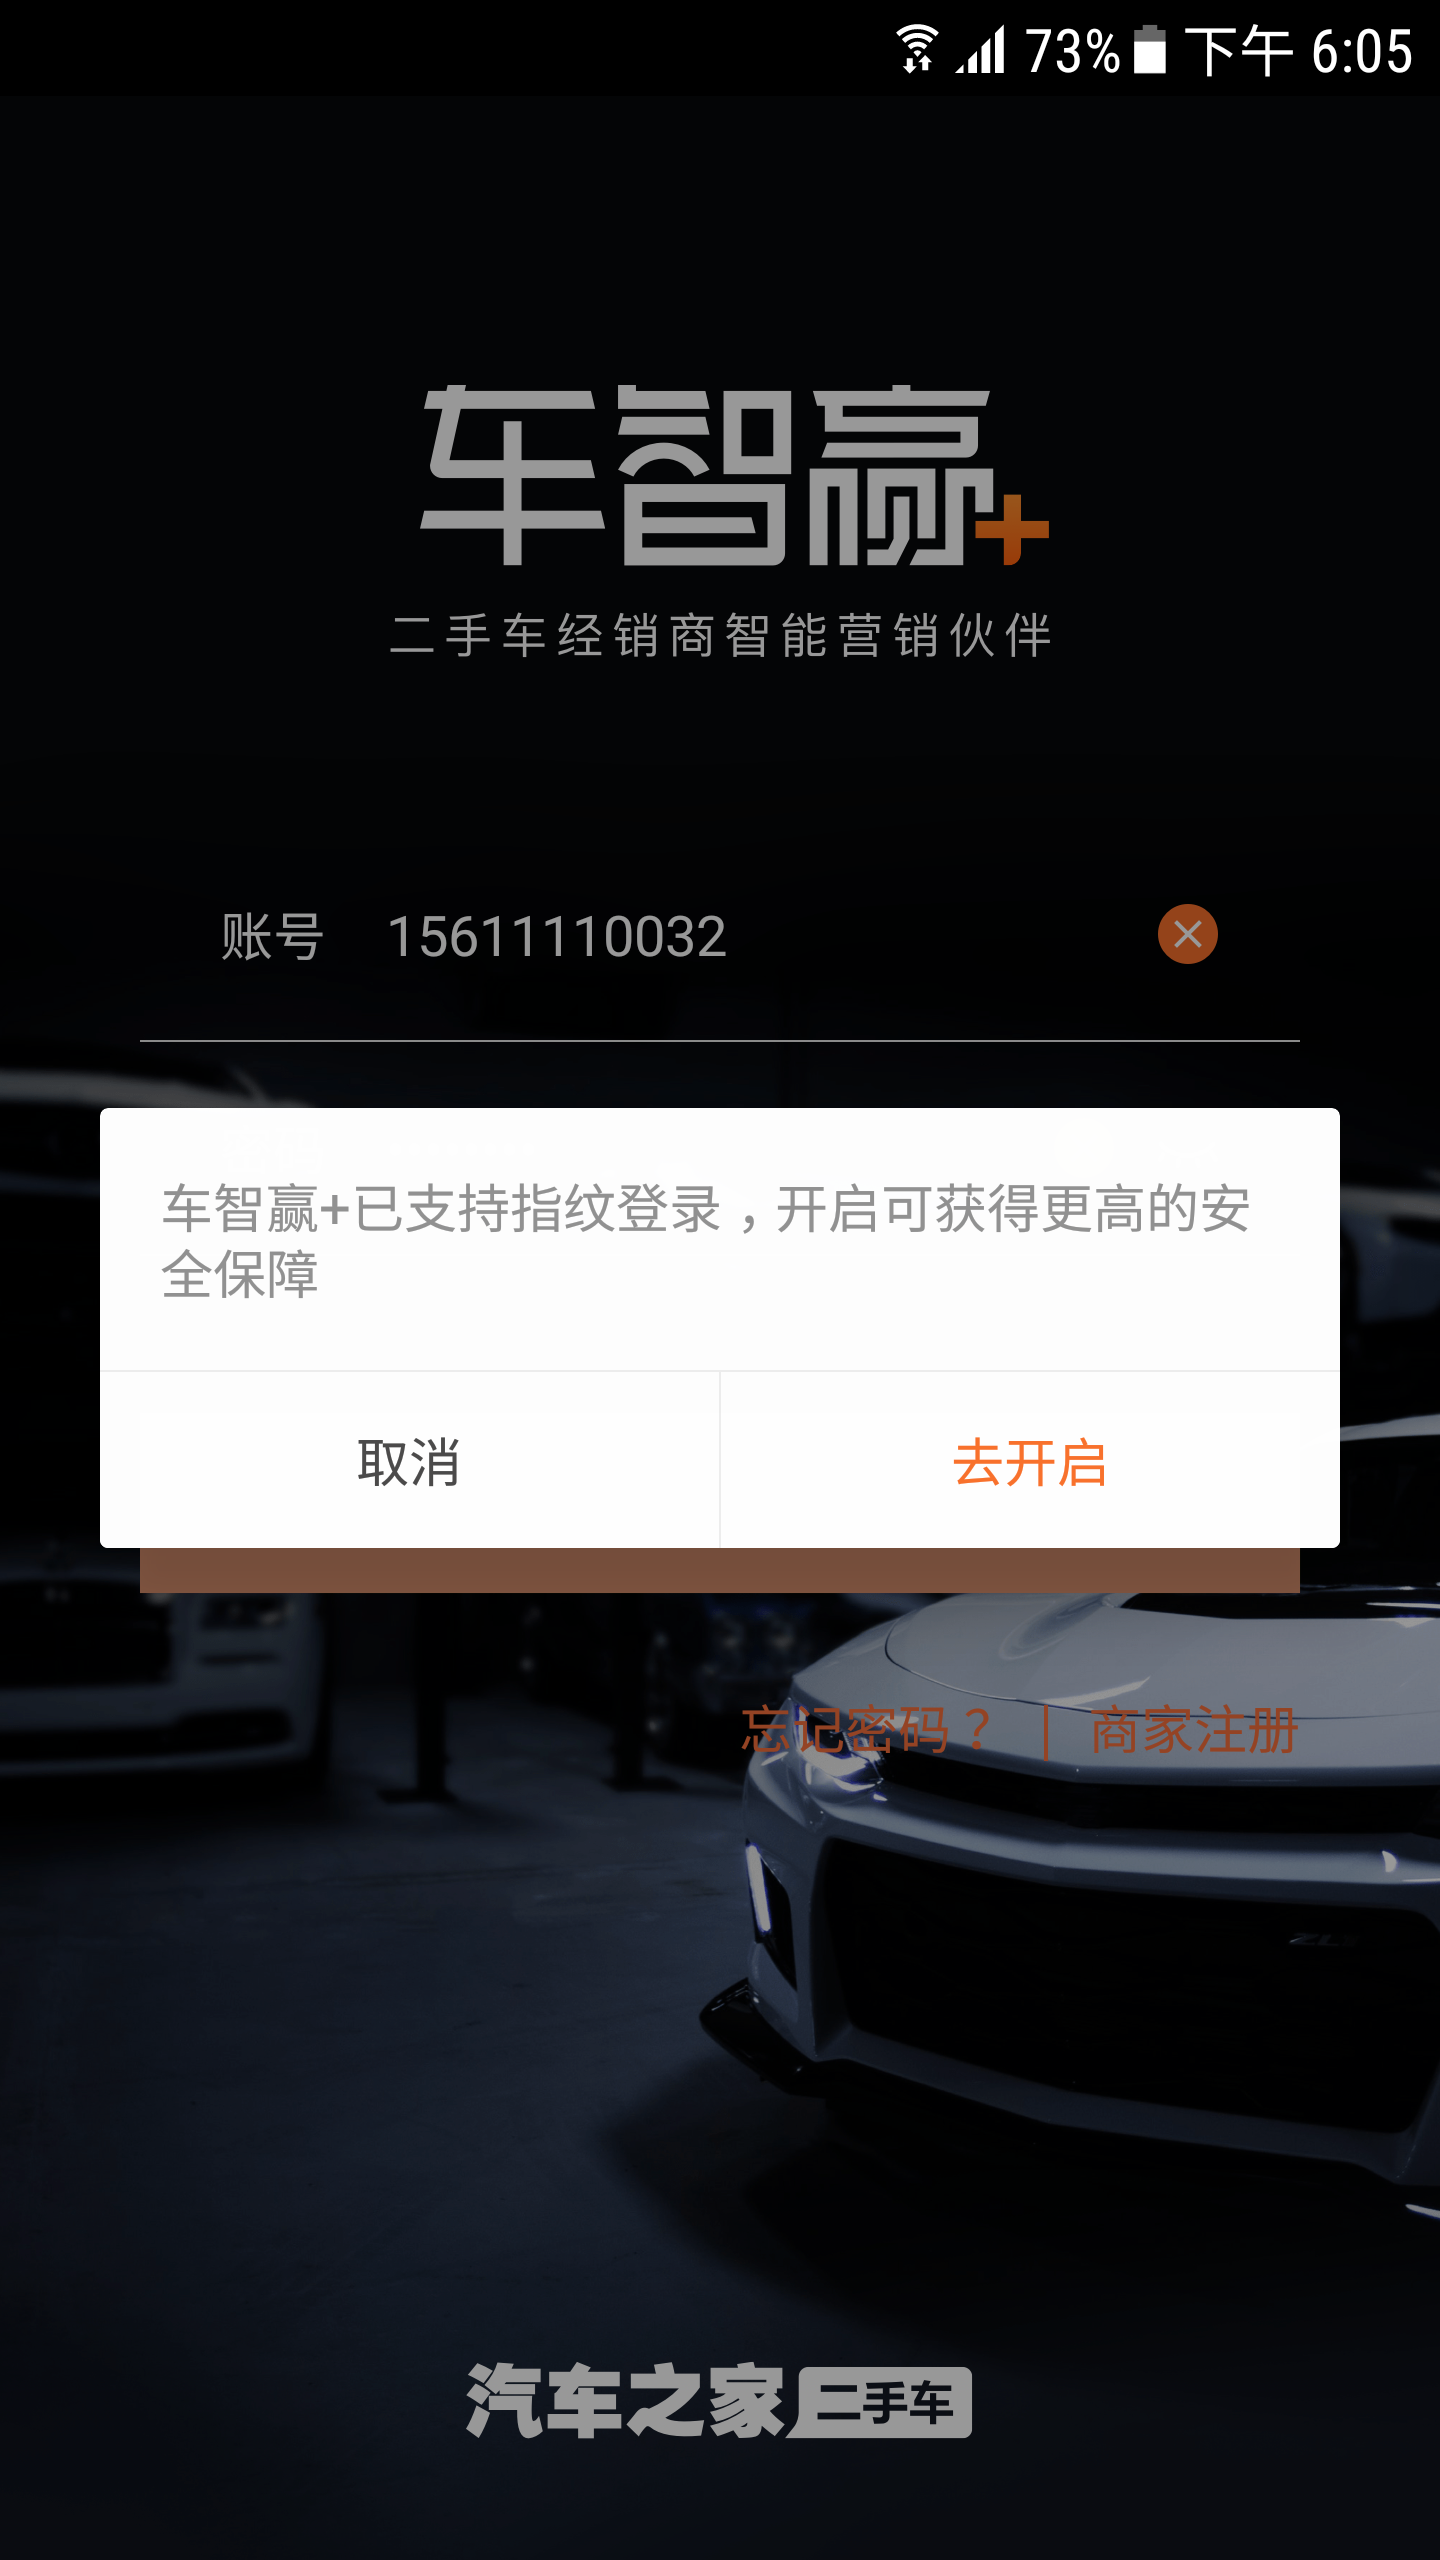 73% 下午 6:05
车智赢+
二手车经销商智能营销伙伴
账号 15611110032
车智赢+已支持指纹登录，开启可获得更高的安
全保障
取消 去开启
忘记密码？ | 商家注册
汽车之家 二手车